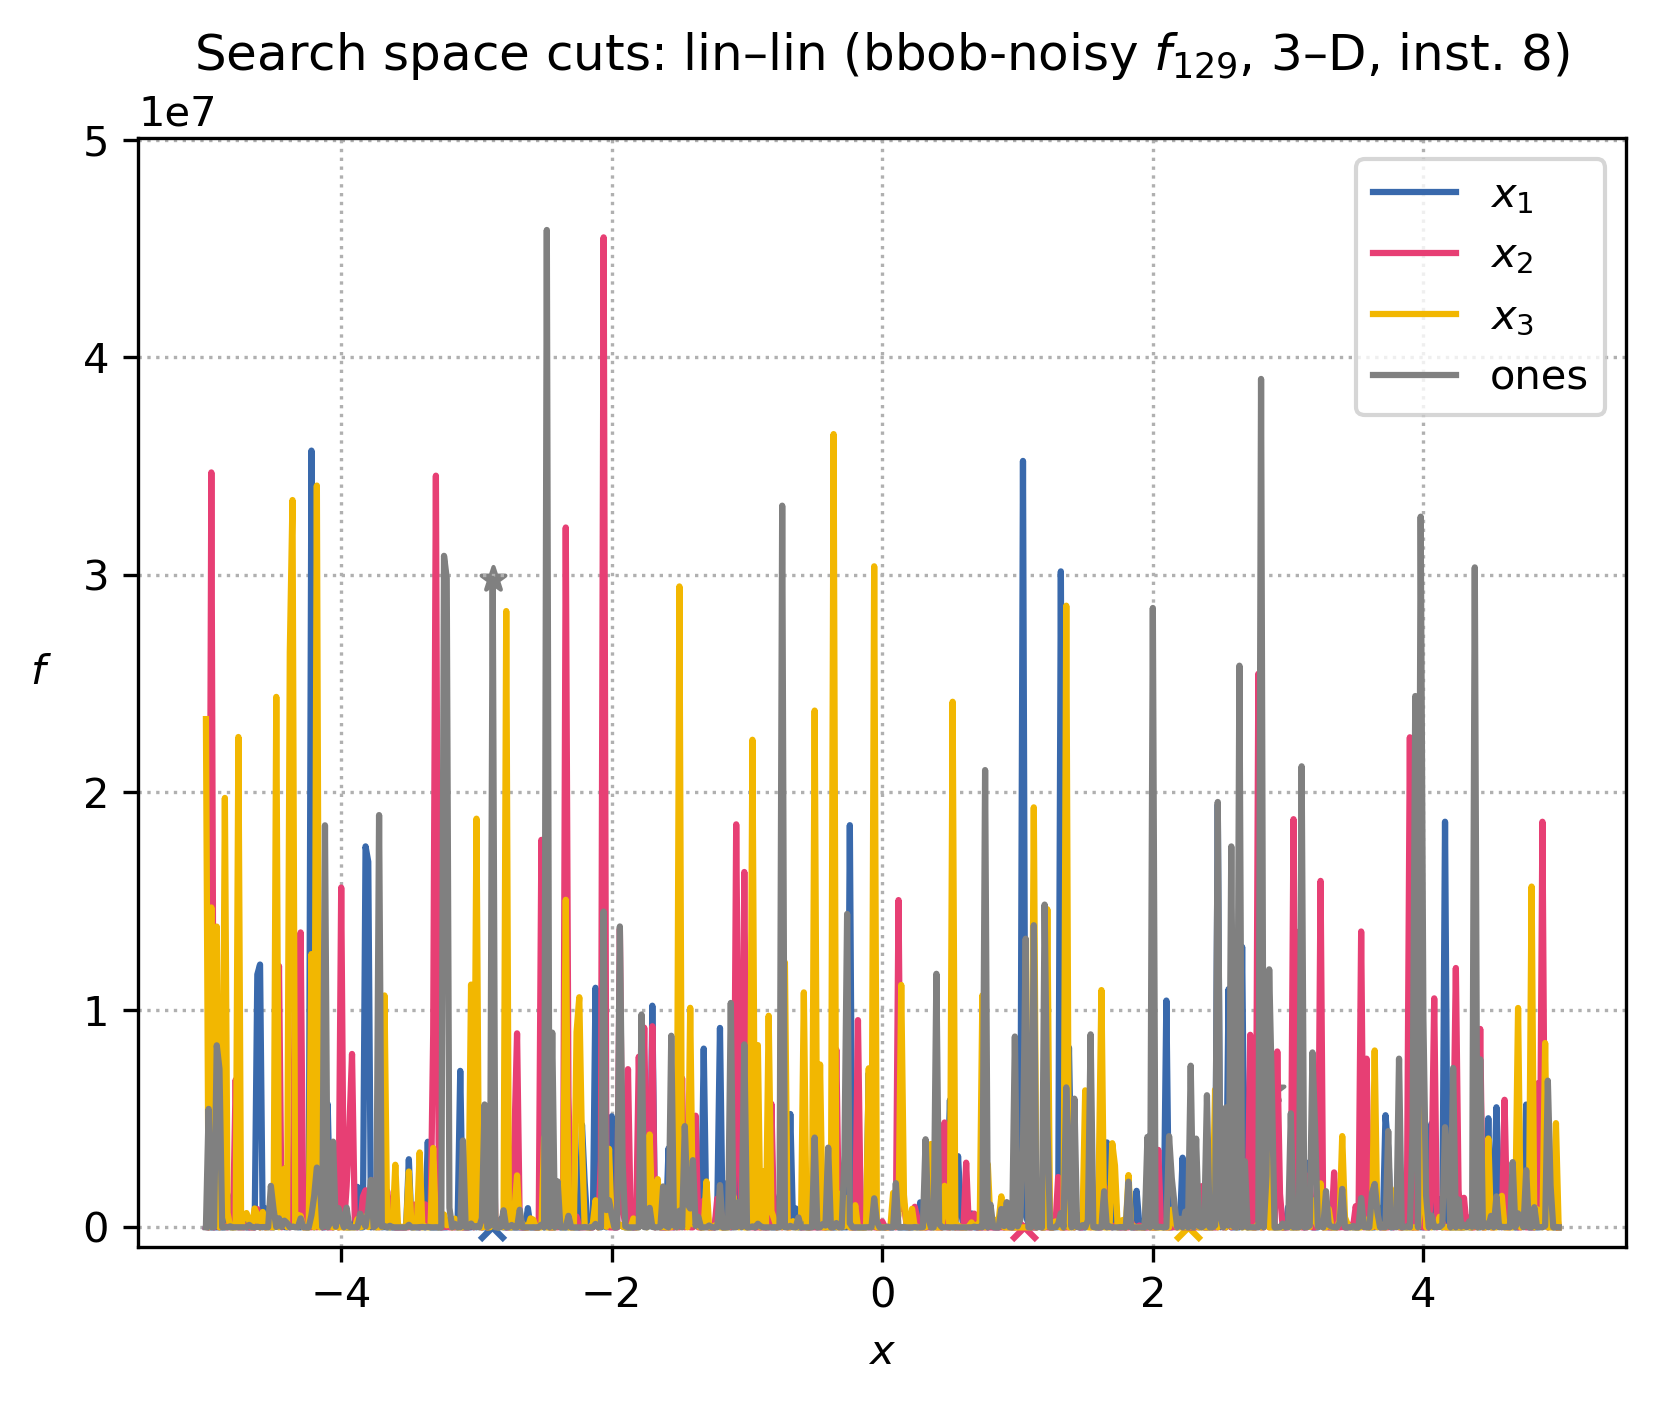 Search space cuts: lin–lin (bbob-noisy f₁₂₉, 3–D, inst. 8)
1e7
5
4
3
2
1
0
f
−4 −2 0 2 4
x
x₁
x₂
x₃
ones